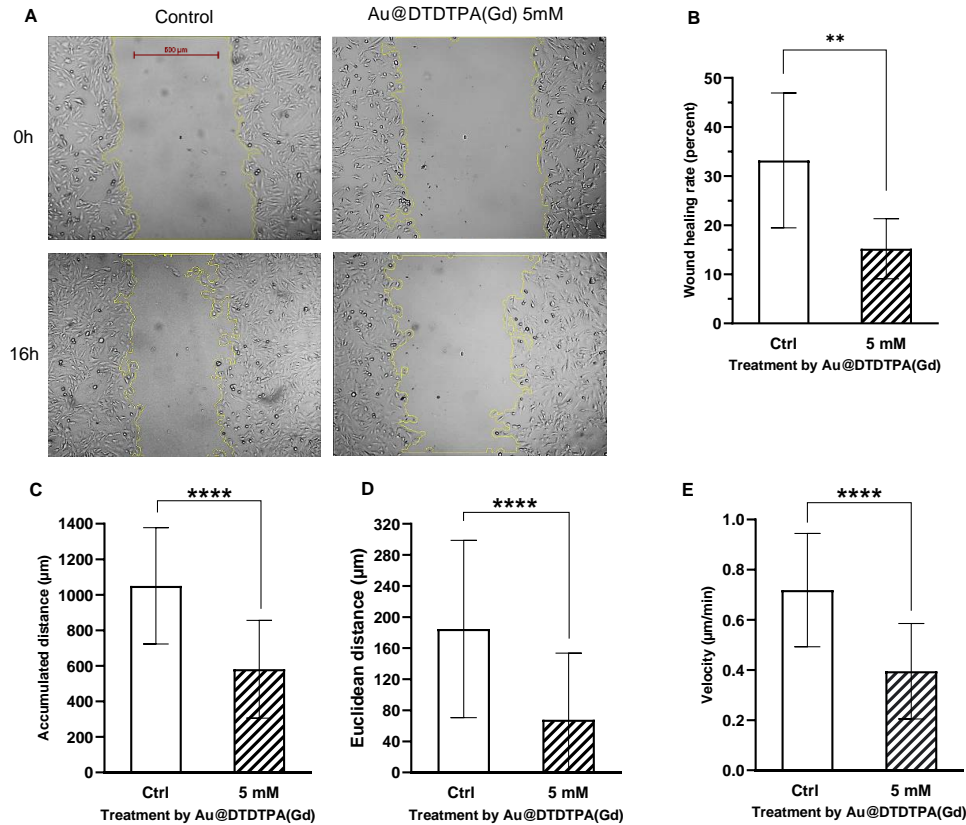 A
Control
Au@DTDTPA(Gd) 5mM
500 µm
0h
16h
B
**
Wound healing rate (percent)
50
40
30
20
10
0
Ctrl
5 mM
Treatment by Au@DTDTPA(Gd)
C
****
Accumulated distance (µm)
1400
1200
1000
800
600
400
200
0
Ctrl
5 mM
Treatment by Au@DTDTPA(Gd)
D
****
Euclidean distance (µm)
320
280
240
200
160
120
80
40
0
Ctrl
5 mM
Treatment by Au@DTDTPA(Gd)
E
****
Velocity (µm/min)
1.0
0.8
0.6
0.4
0.2
0.0
Ctrl
5 mM
Treatment by Au@DTDTPA(Gd)